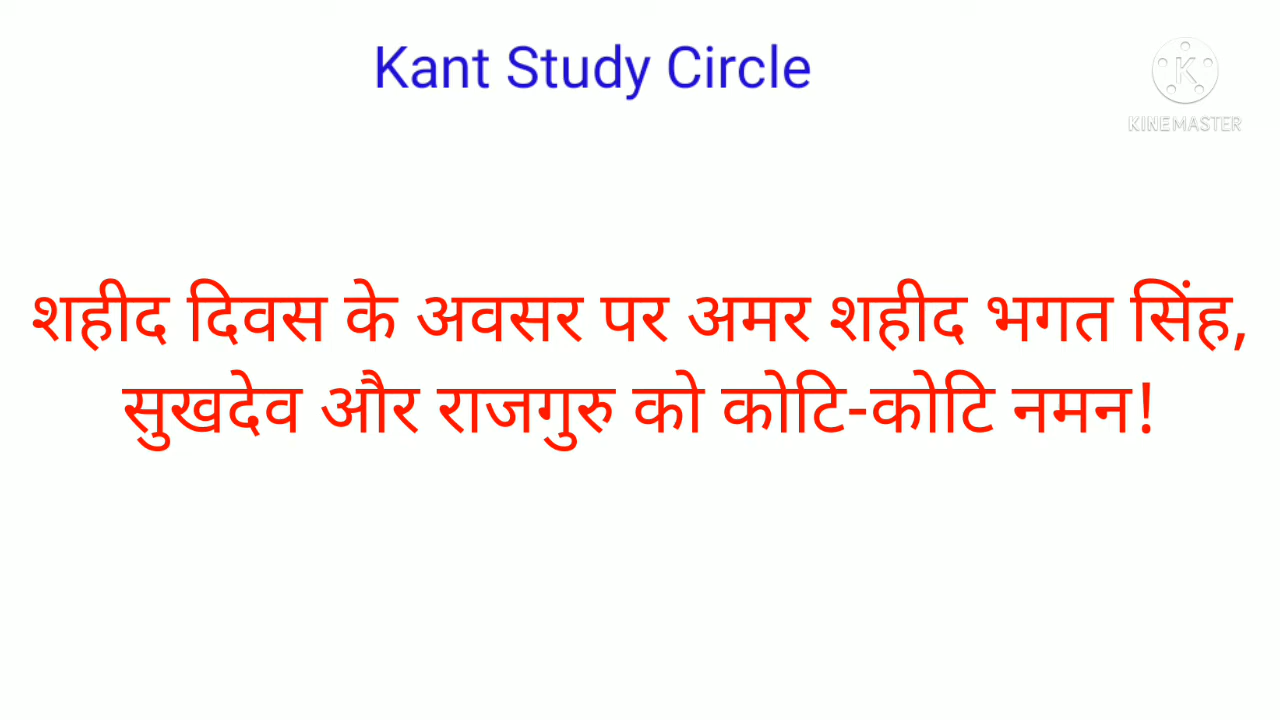 Kant Study Circle
K
KINEMASTER
शहीद दिवस के अवसर पर अमर शहीद भगत सिंह,
सुखदेव और राजगुरु को कोटि-कोटि नमन!